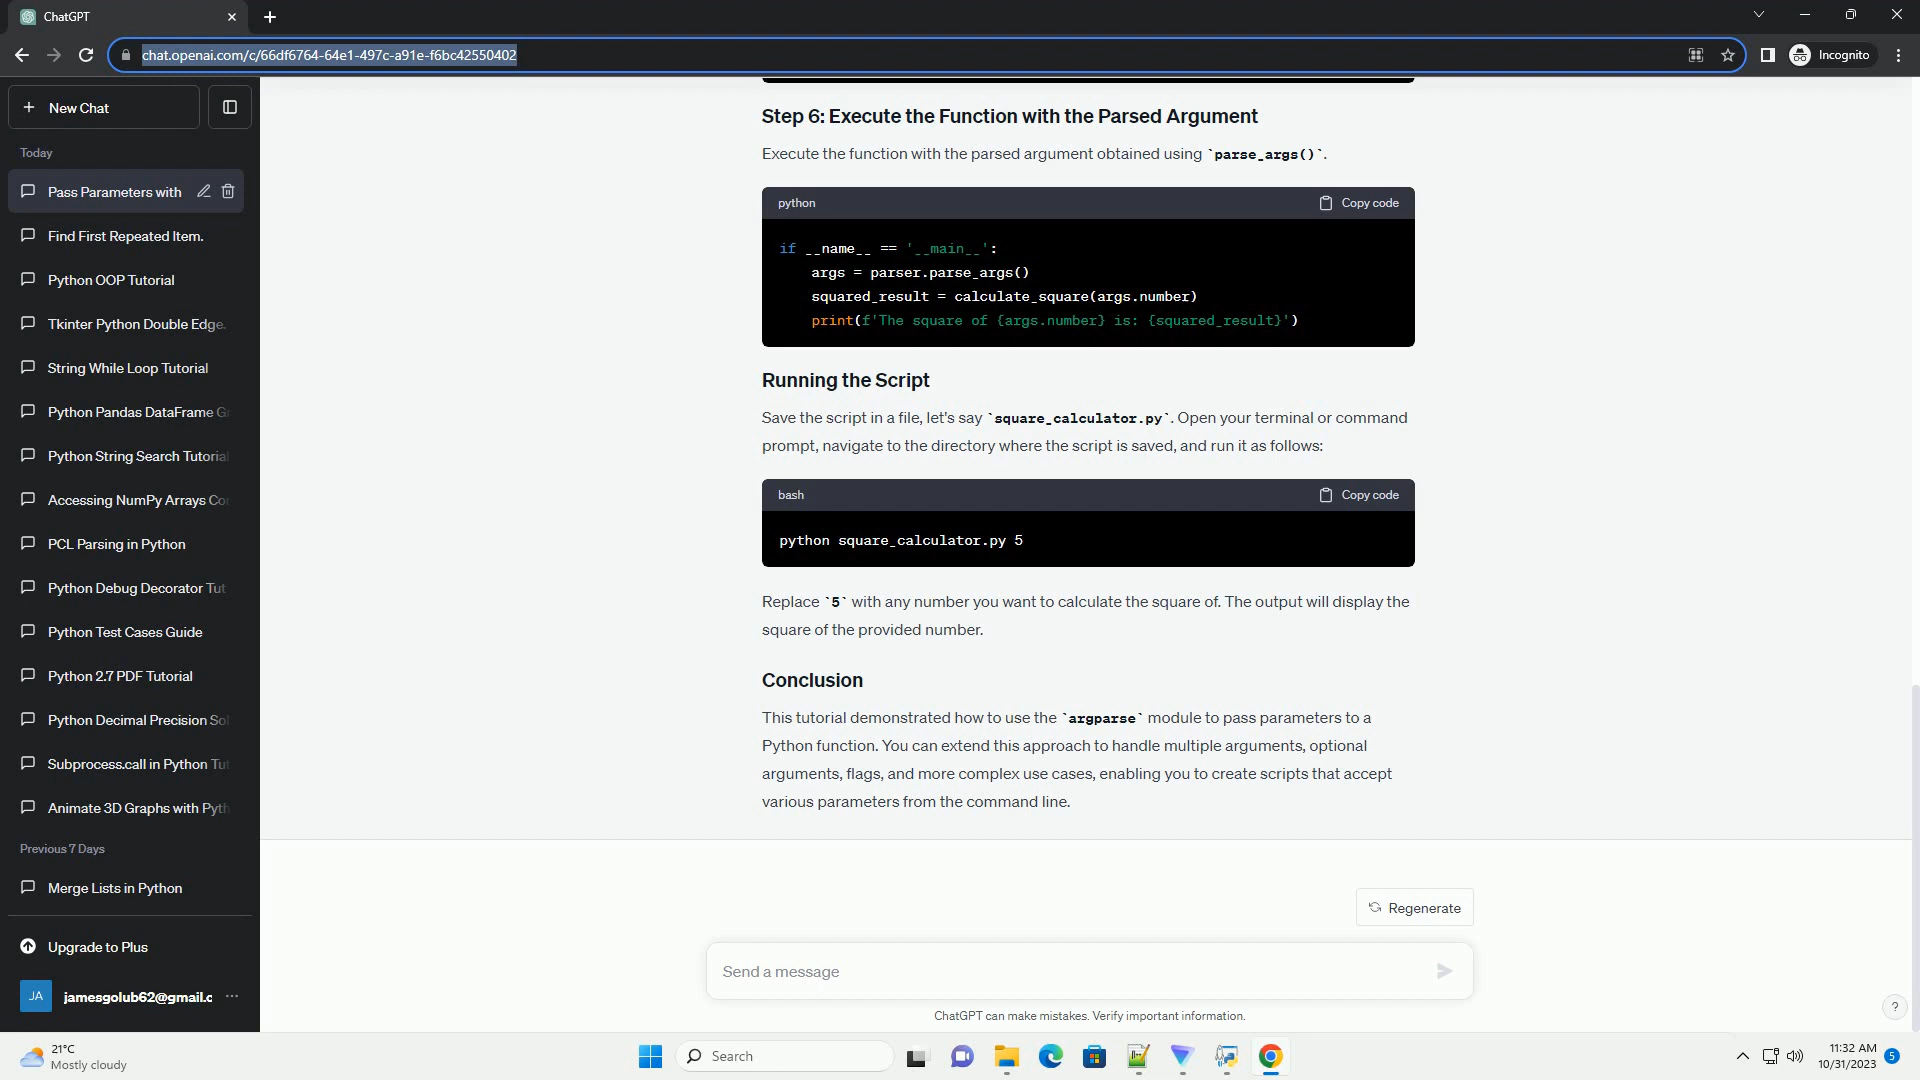 ChatGPT
chat.openai.com/c/66df6764-64e1-497c-a91e-f6bc42550402
Incognito
New Chat
Today
Pass Parameters with
Find First Repeated Item.
Python OOP Tutorial
Tkinter Python Double Edge.
String While Loop Tutorial
Python Pandas DataFrame Gr
Python String Search Tutorial
Accessing NumPy Arrays Cor
PCL Parsing in Python
Python Debug Decorator Tut
Python Test Cases Guide
Python 2.7 PDF Tutorial
Python Decimal Precision Sol
Subprocess.call in Python Tut
Animate 3D Graphs with Pyth
Previous 7 Days
Merge Lists in Python
Upgrade to Plus
JA
jamesgolub62@gmail.c
Step 6: Execute the Function with the Parsed Argument
Execute the function with the parsed argument obtained using `parse_args()`.
python
Copy code
if __name__ == '__main__':
args = parser.parse_args()
squared_result = calculate_square(args.number)
print(f'The square of {args.number} is: {squared_result}')
Running the Script
Save the script in a file, let's say `square_calculator.py`. Open your terminal or command
prompt, navigate to the directory where the script is saved, and run it as follows:
bash
Copy code
python square_calculator.py 5
Replace `5` with any number you want to calculate the square of. The output will display the
square of the provided number.
Conclusion
This tutorial demonstrated how to use the `argparse` module to pass parameters to a
Python function. You can extend this approach to handle multiple arguments, optional
arguments, flags, and more complex use cases, enabling you to create scripts that accept
various parameters from the command line.
Regenerate
Send a message
ChatGPT can make mistakes. Verify important information.
?
21°C
Mostly cloudy
Search
11:32 AM
10/31/2023
5